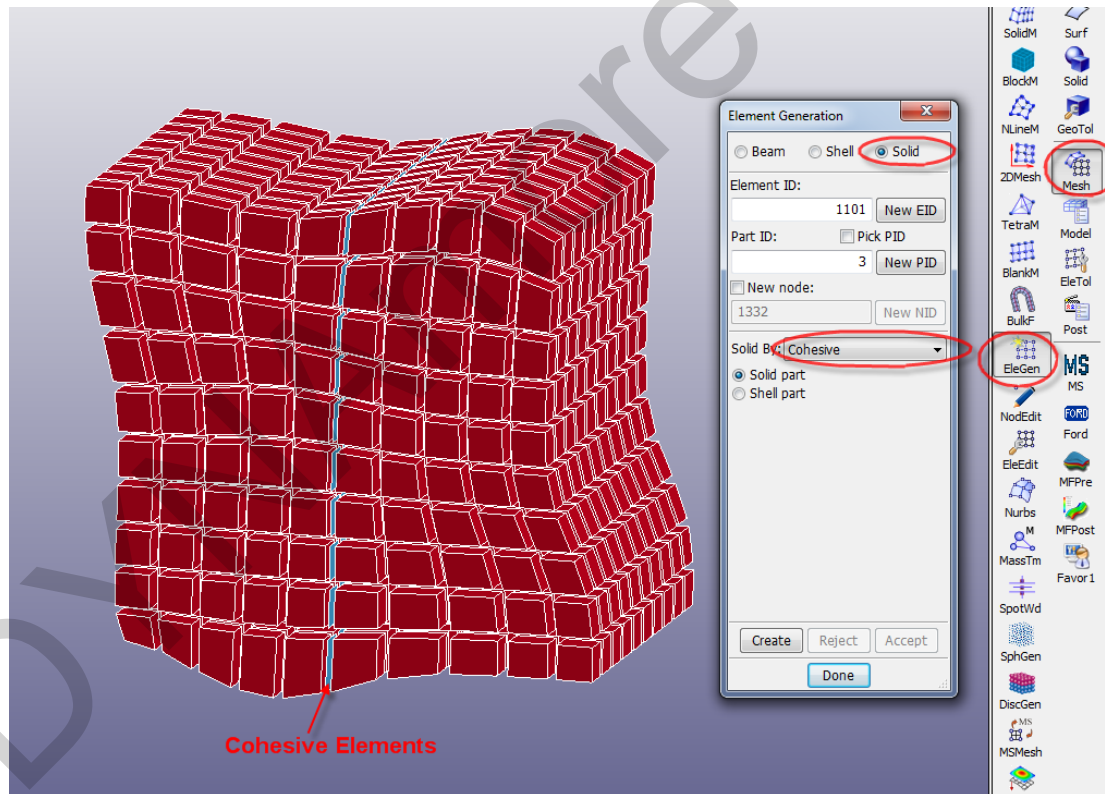 Element Generation
Beam Shell Solid
Element ID:
1101 New EID
Part ID: Pick PID
3 New PID
New node:
1332 New NID
Solid By: Cohesive
Solid part
Shell part
Create Reject Accept
Done
Cohesive Elements
SolidM Surf
BlockM Solid
NLineM GeoTol
2DMesh Mesh
TetraM Model
BlankM EleTol
BulkF Post
EleGen MS
MS
NodEdit Ford
EleEdit MFPre
Nurbs MFPost
M
MassTm Favor1
SpotWd
SphGen
DiscGen
MS
MSMesh